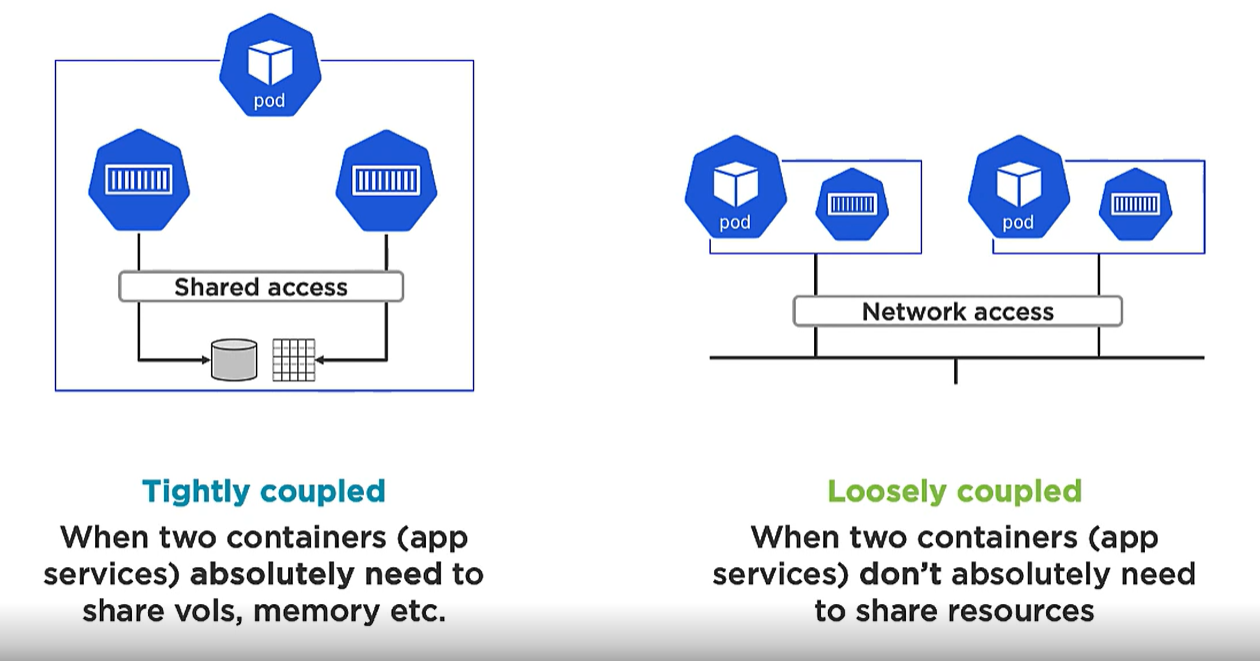 pod
Shared access
Tightly coupled
When two containers (app
services) absolutely need to
share vols, memory etc.
pod
pod
Network access
Loosely coupled
When two containers (app
services) don't absolutely need
to share resources